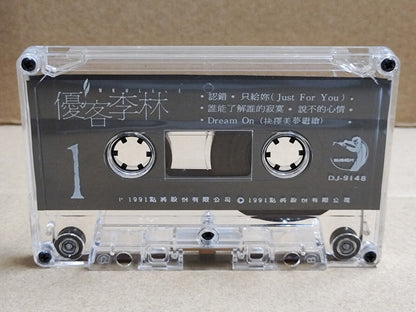 優客李林
1
・認錯・只給妳(Just For You)・
・誰能了解誰的寂寞・說不的心情・
・Dream On (抉擇美夢繼續)
DJ-9148
℗ 1991點將股份有限公司 © 1991點將股份有限公司